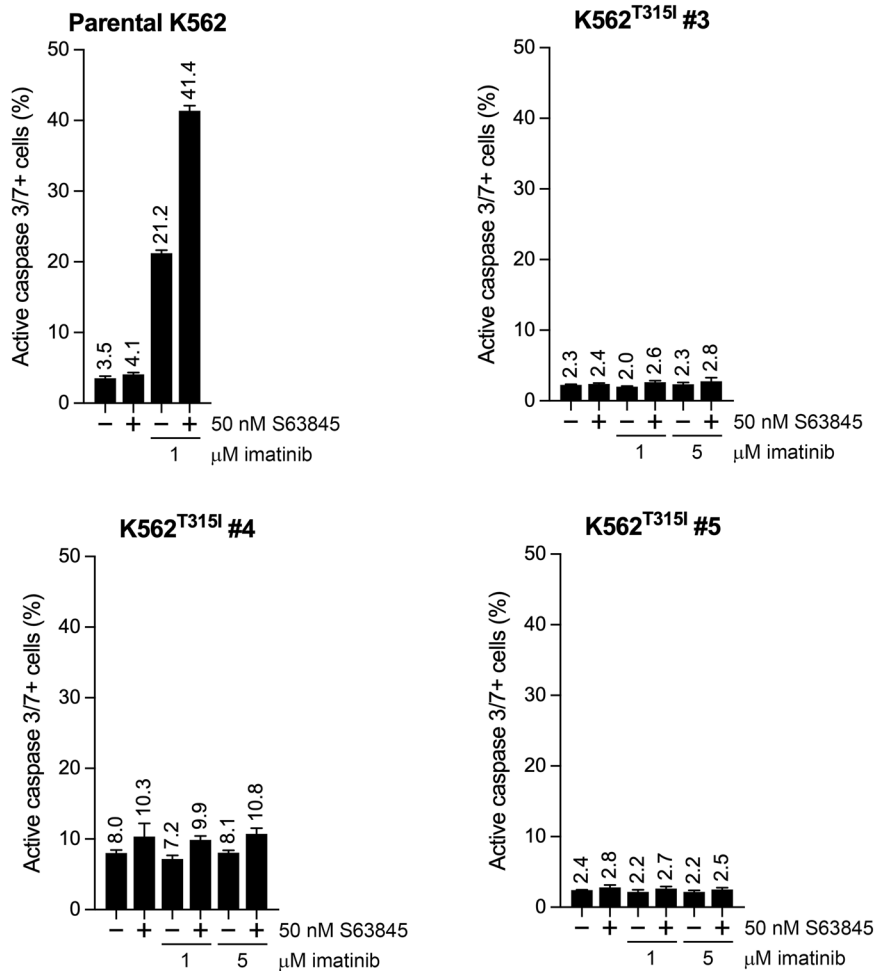 Parental K562
Active caspase 3/7+ cells (%)
50
40
30
20
10
0
3.5
4.1
21.2
41.4
− + − + 50 nM S63845
1 μM imatinib
K562T315I #3
Active caspase 3/7+ cells (%)
50
40
30
20
10
0
2.3
2.4
2.0
2.6
2.3
2.8
− + − + − + 50 nM S63845
1 5 μM imatinib
K562T315I #4
Active caspase 3/7+ cells (%)
50
40
30
20
10
0
8.0
10.3
7.2
9.9
8.1
10.8
− + − + − + 50 nM S63845
1 5 μM imatinib
K562T315I #5
Active caspase 3/7+ cells (%)
50
40
30
20
10
0
2.4
2.8
2.2
2.7
2.2
2.5
− + − + − + 50 nM S63845
1 5 μM imatinib